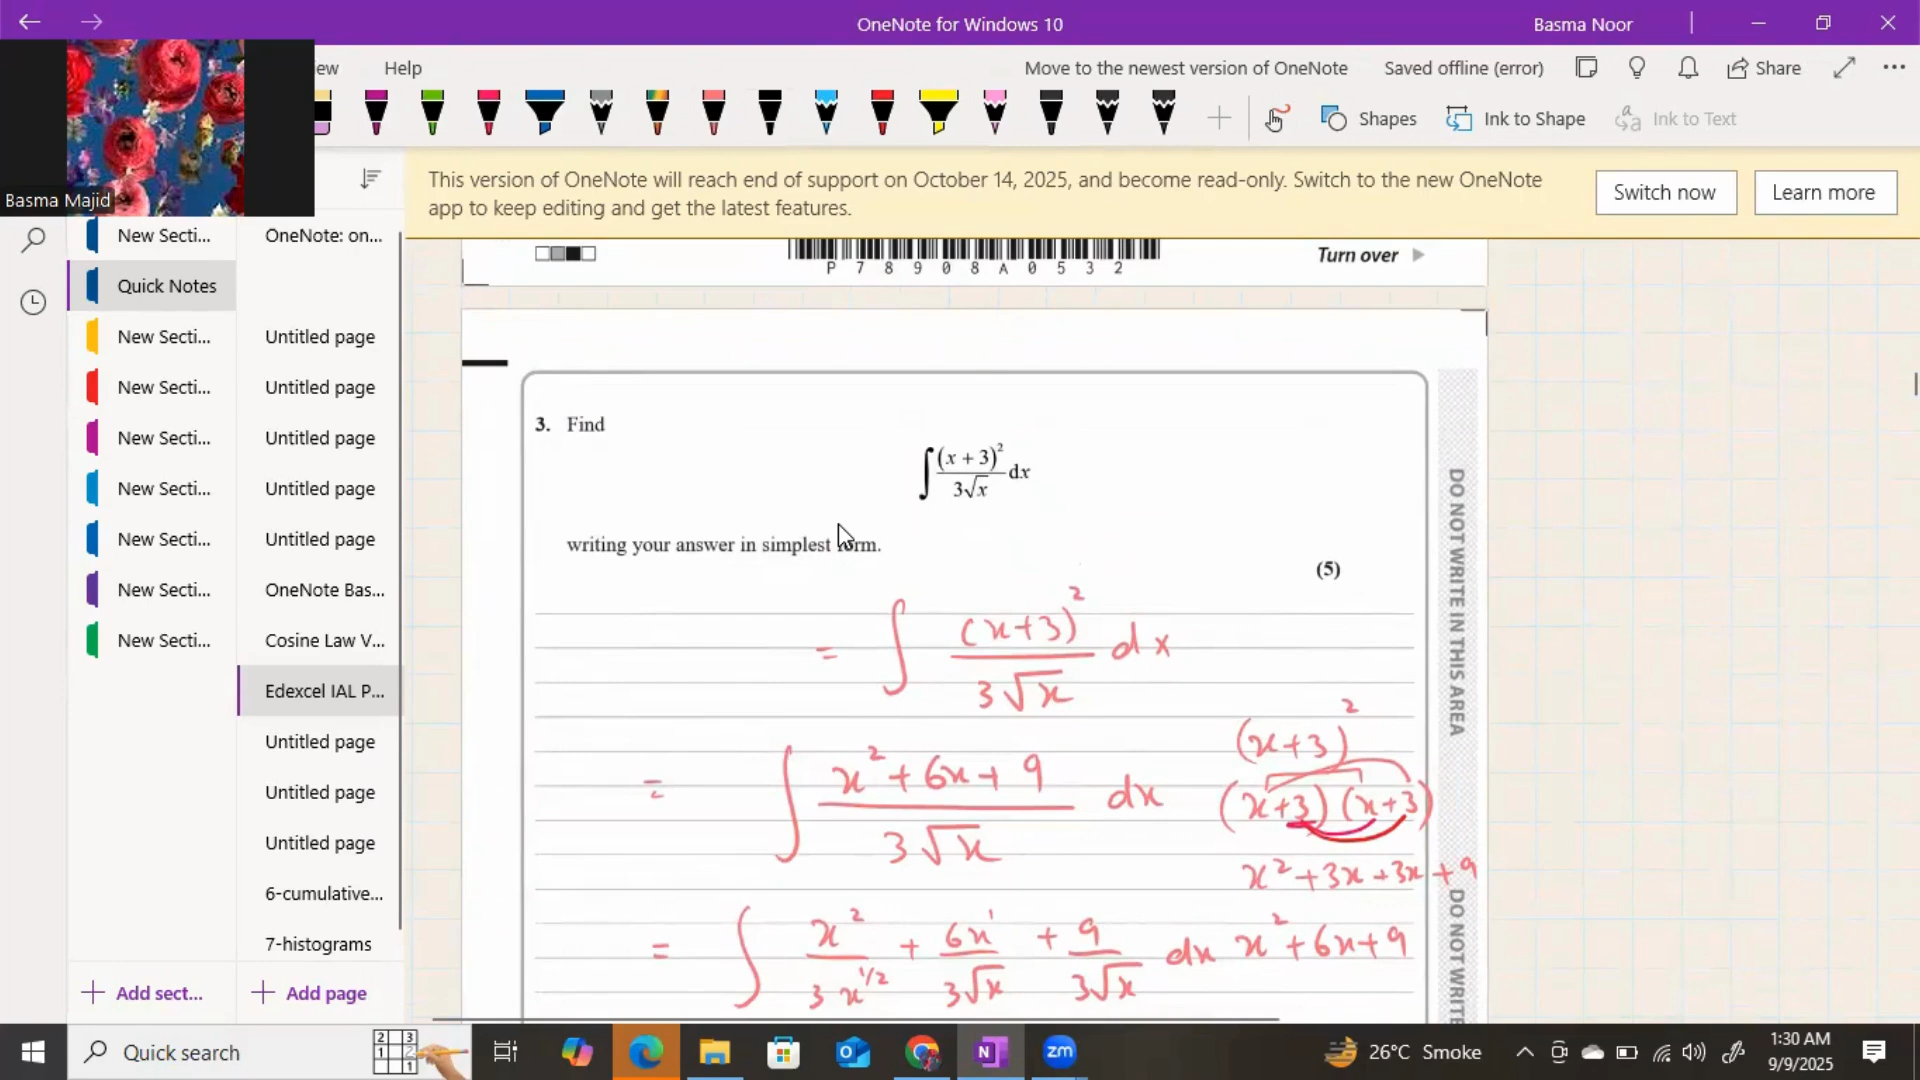 OneNote for Windows 10
Basma Noor
Help
Move to the newest version of OneNote
Saved offline (error)
Share
Shapes
Ink to Shape
Ink to Text
Basma Majid
This version of OneNote will reach end of support on October 14, 2025, and become read-only. Switch to the new OneNote
app to keep editing and get the latest features.
Switch now
Learn more
New Secti...
Quick Notes
New Secti...
New Secti...
New Secti...
New Secti...
New Secti...
New Secti...
New Secti...
Add sect...
OneNote: on...
Untitled page
Untitled page
Untitled page
Untitled page
Untitled page
OneNote Bas...
Cosine Law V...
Edexcel IAL P...
Untitled page
Untitled page
Untitled page
6-cumulative...
7-histograms
Add page
P 7 8 9 0 8 A 0 5 3 2
Turn over
3. Find
∫ (x + 3)² / 3√x dx
writing your answer in simplest form.
(5)
= ∫ (x+3)² / 3√x dx
= ∫ x² + 6x + 9 / 3√x dx
= ∫ x² / 3x^1/2 + 6x¹ / 3√x + 9 / 3√x dx
(x+3)²
(x+3)(x+3)
x² + 3x + 3x + 9
x² + 6x + 9
DO NOT WRITE IN THIS AREA
DO NOT WRITE
Quick search
26°C Smoke
1:30 AM
9/9/2025